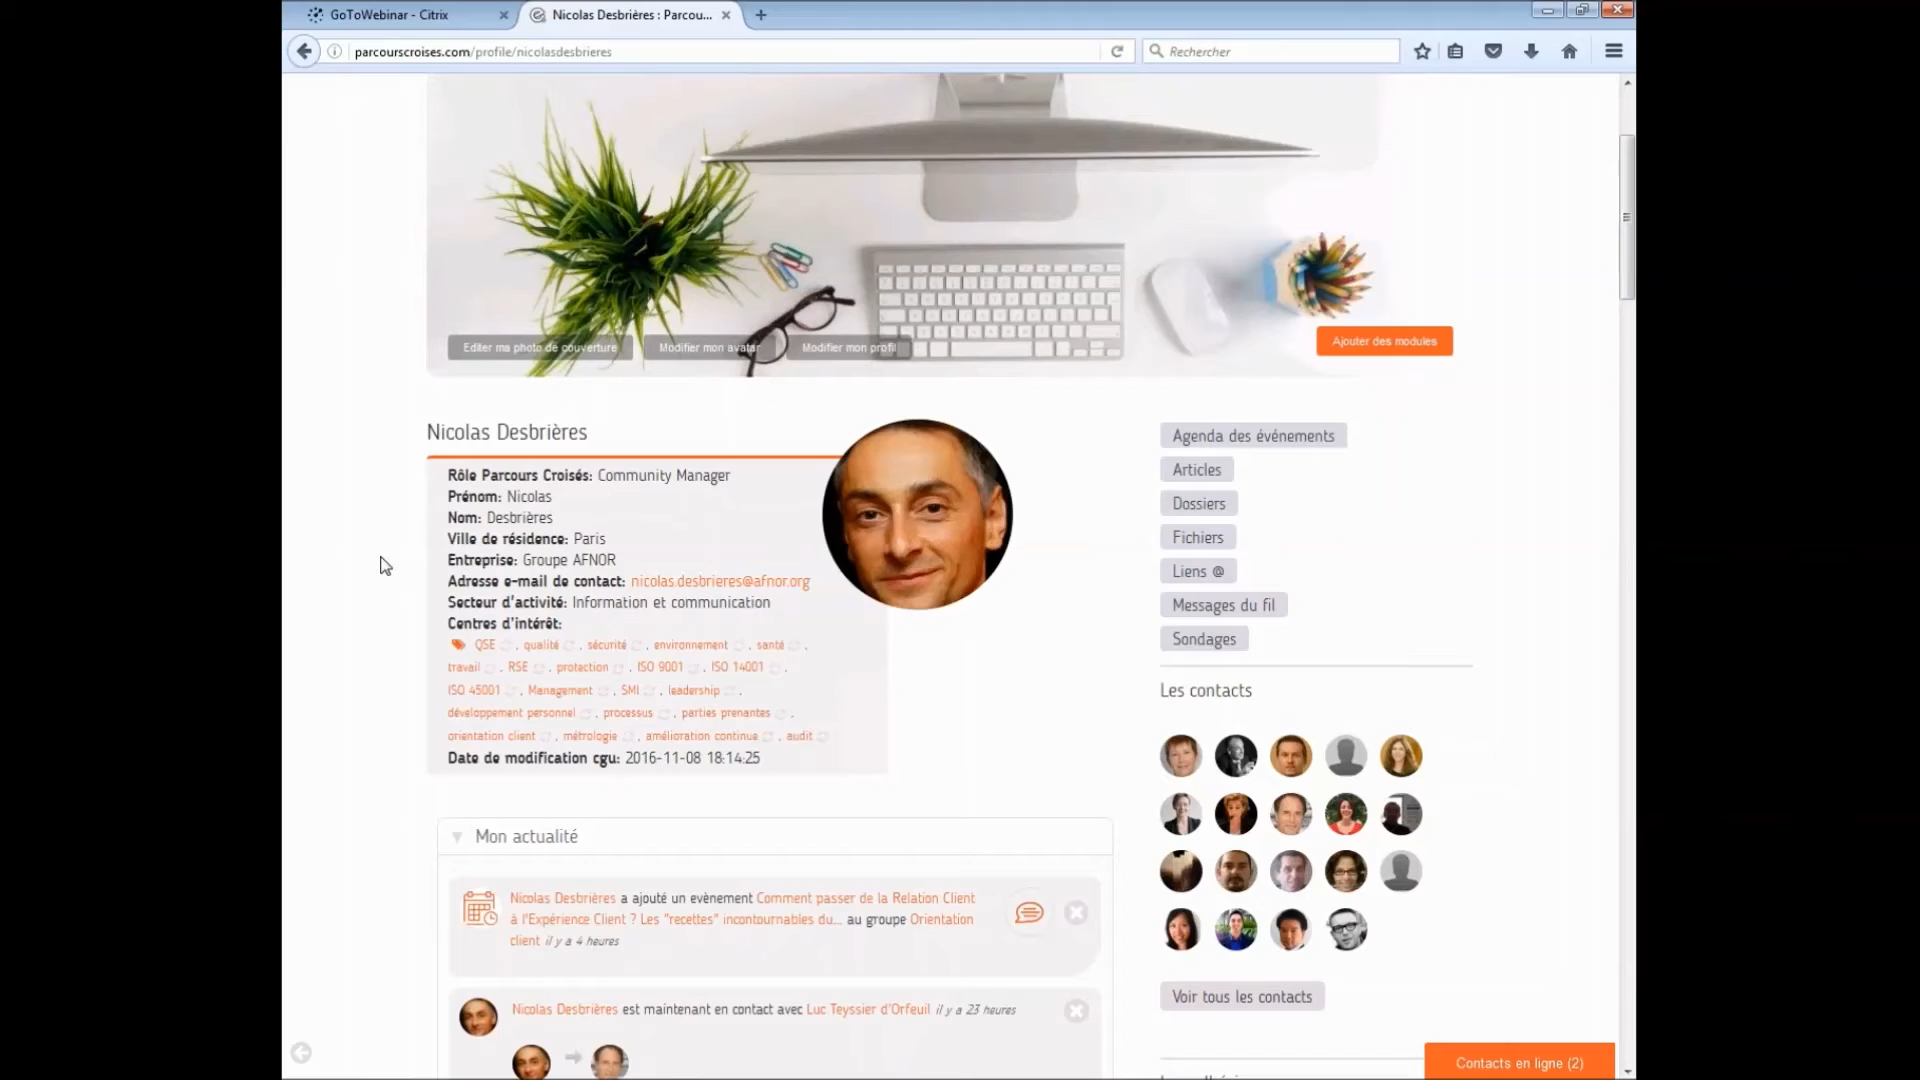 GoToWebinar - Citrix
Nicolas Desbrières : Parcou...
parcourscroises.com/profile/nicolasdesbrieres
Rechercher
Editer ma photo de couverture
Modifier mon avatar
Modifier mon profil
Ajouter des modules
Nicolas Desbrières
Rôle Parcours Croisés: Community Manager
Prénom: Nicolas
Nom: Desbrières
Ville de résidence: Paris
Entreprise: Groupe AFNOR
Adresse e-mail de contact: nicolas.desbrieres@afnor.org
Secteur d'activité: Information et communication
Centres d'intérêt:
QSE , qualité , sécurité , environnement , santé ,
travail , RSE , protection , ISO 9001 , ISO 14001 ,
ISO 45001 , Management , SMI , leadership ,
développement personnel , processus , parties prenantes ,
orientation client , métrologie , amélioration continue , audit
Date de modification cgu: 2016-11-08 18:14:25
Mon actualité
Nicolas Desbrières a ajouté un evènement Comment passer de la Relation Client
à l'Expérience Client ? Les "recettes" incontournables du... au groupe Orientation
client il y a 4 heures
Nicolas Desbrières est maintenant en contact avec Luc Teyssier d'Orfeuil il y a 23 heures
Agenda des événements
Articles
Dossiers
Fichiers
Liens @
Messages du fil
Sondages
Les contacts
Voir tous les contacts
Contacts en ligne (2)